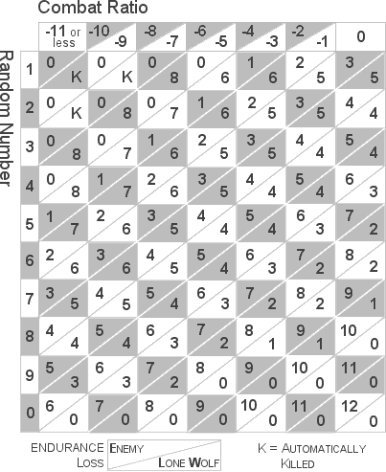 Combat Ratio
-11 or less -10 -9 -8 -7 -6 -5 -4 -3 -2 -1 0
Random Number
1 0 K 0 K 0 8 0 6 1 6 2 5 3 5
2 0 K 0 8 0 7 1 6 2 5 3 5 4 4
3 0 8 0 7 1 6 2 5 3 5 4 4 5 4
4 0 8 1 7 2 6 3 5 4 4 5 4 6 3
5 1 7 2 6 3 5 4 4 5 4 6 3 7 2
6 2 6 3 6 4 5 5 4 6 3 7 2 8 2
7 3 5 4 5 5 4 6 3 7 2 8 2 9 1
8 4 4 5 4 6 3 7 2 8 1 9 1 10 0
9 5 3 6 3 7 2 8 0 9 0 10 0 11 0
0 6 0 7 0 8 0 9 0 10 0 11 0 12 0
ENDURANCE LOSS ENEMY LONE WOLF K = AUTOMATICALLY KILLED